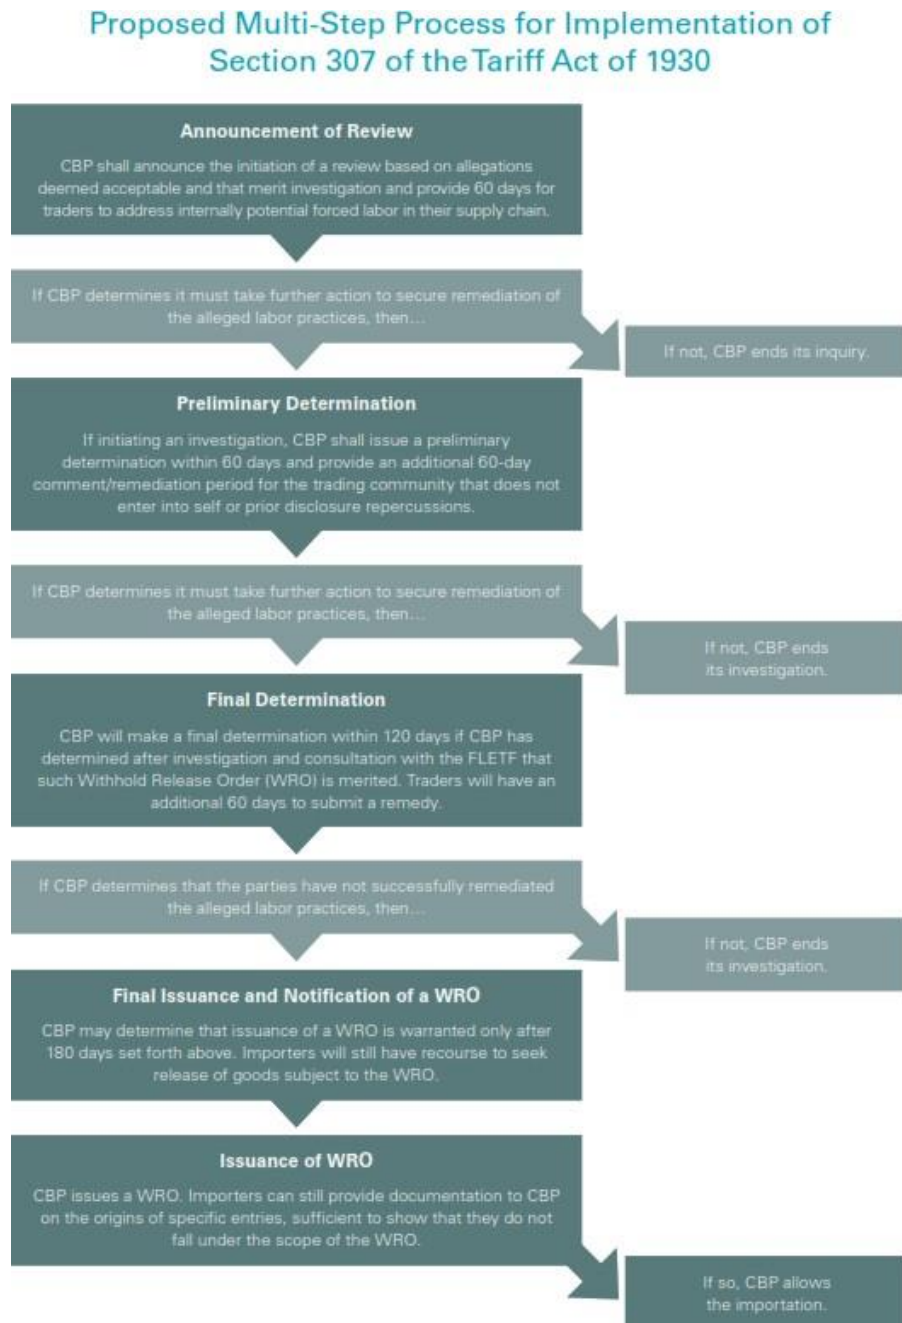 Proposed Multi-Step Process for Implementation of
Section 307 of the Tariff Act of 1930
Announcement of Review
CBP shall announce the initiation of a review based on allegations
deemed acceptable and that merit investigation and provide 60 days for
traders to address internally potential forced labor in their supply chain.
If CBP determines it must take further action to secure remediation of
the alleged labor practices, then…
If not, CBP ends its inquiry.
Preliminary Determination
If initiating an investigation, CBP shall issue a preliminary
determination within 60 days and provide an additional 60-day
comment/remediation period for the trading community that does not
enter into self or prior disclosure repercussions.
If CBP determines it must take further action to secure remediation of
the alleged labor practices, then…
If not, CBP ends
its investigation.
Final Determination
CBP will make a final determination within 120 days if CBP has
determined after investigation and consultation with the FLETF that
such Withhold Release Order (WRO) is merited. Traders will have an
additional 60 days to submit a remedy.
If CBP determines that the parties have not successfully remediated
the alleged labor practices, then…
If not, CBP ends
its investigation.
Final Issuance and Notification of a WRO
CBP may determine that issuance of a WRO is warranted only after
180 days set forth above. Importers will still have recourse to seek
release of goods subject to the WRO.
Issuance of WRO
CBP issues a WRO. Importers can still provide documentation to CBP
on the origins of specific entries, sufficient to show that they do not
fall under the scope of the WRO.
If so, CBP allows
the importation.